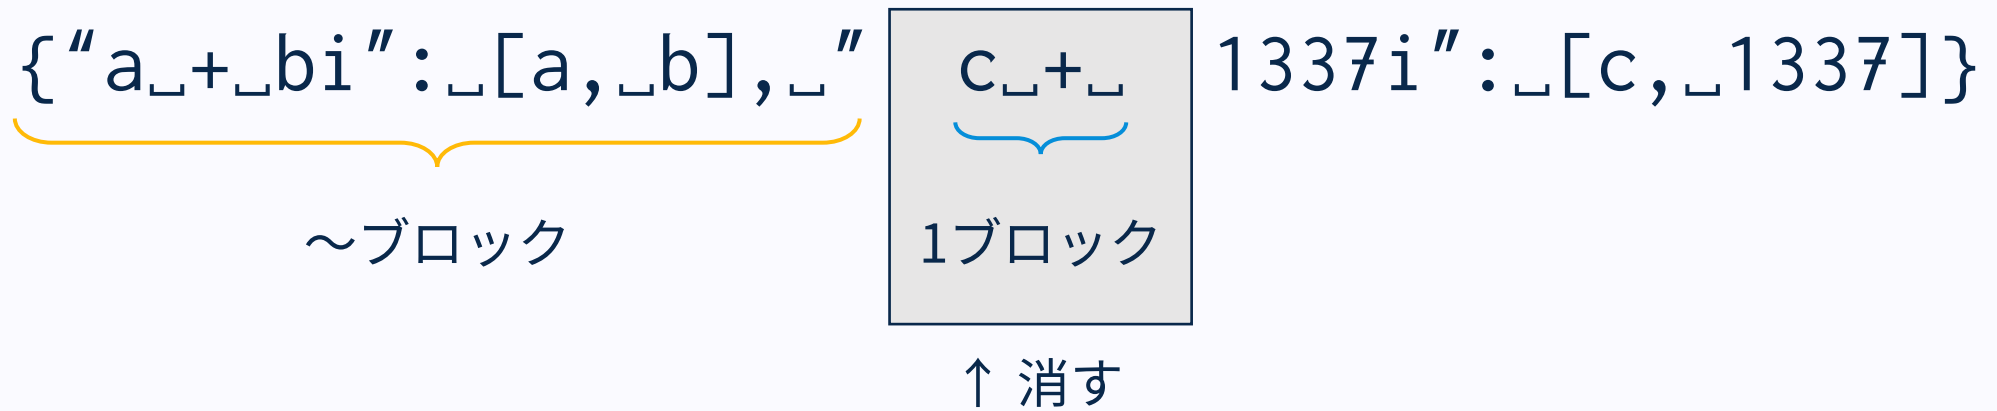 {“a␣+␣bi”:␣[a,␣b],␣” c␣+␣ 1337i”:␣[c,␣1337]}
～ブロック 1ブロック
↑ 消す